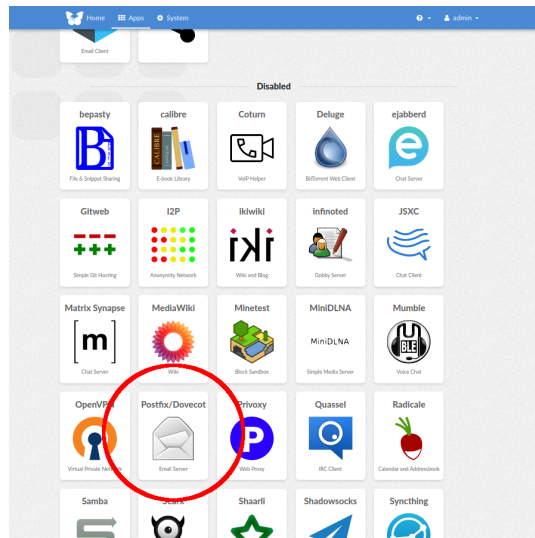 Home Apps System admin
Email Client
Disabled
bepasty calibre Coturn Deluge ejabberd
B CALIBRE
File & Snippet Sharing E-book Library VoIP Helper BitTorrent Web Client Chat Server
Gitweb I2P ikiwiki infinoted JSXC
iki
Simple Git Hosting Anonymity Network Wiki and Blog Gobby Server Chat Client
Matrix Synapse MediaWiki Minetest MiniDLNA Mumble
[m] MiniDLNA BLE
Chat Server Wiki Block Sandbox Simple Media Server Voice Chat
OpenVPN Postfix/Dovecot Privoxy Quassel Radicale
P
Virtual Private Network Email Server Web Proxy IRC Client Calendar and Addressbook
Samba Searx Shaarli Shadowsocks Syncthing